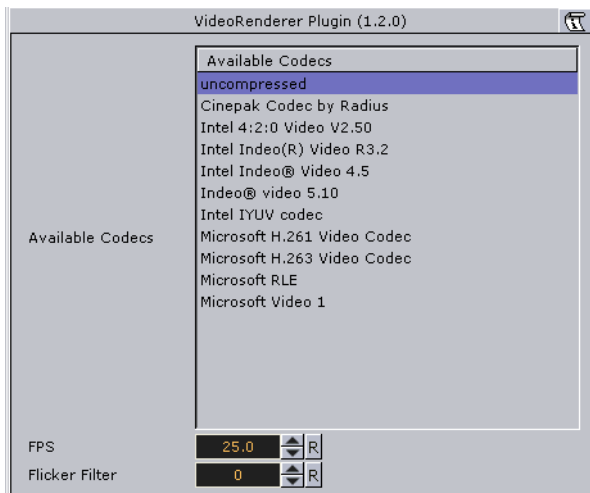 VideoRenderer Plugin (1.2.0)
Available Codecs
uncompressed
Cinepak Codec by Radius
Intel 4:2:0 Video V2.50
Intel Indeo(R) Video R3.2
Intel Indeo® Video 4.5
Indeo® video 5.10
Intel IYUV codec
Available Codecs
Microsoft H.261 Video Codec
Microsoft H.263 Video Codec
Microsoft RLE
Microsoft Video 1
FPS 25.0 R
Flicker Filter 0 R